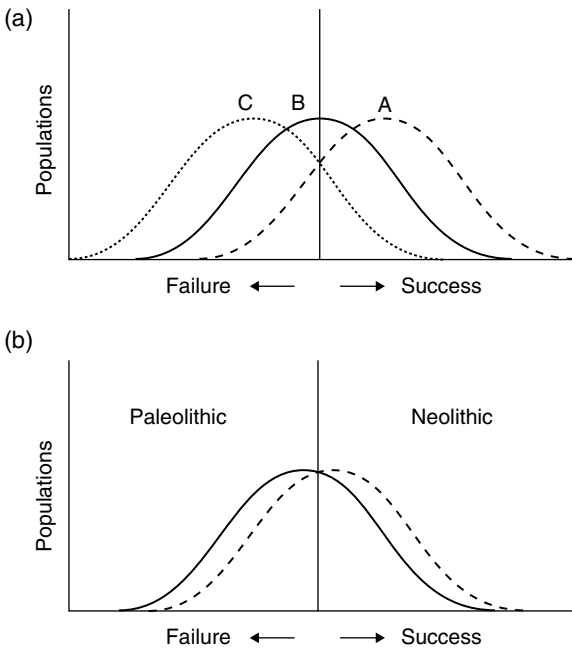 (a)
C B A
Populations
Failure ← → Success
(b)
Paleolithic Neolithic
Populations
Failure ← → Success